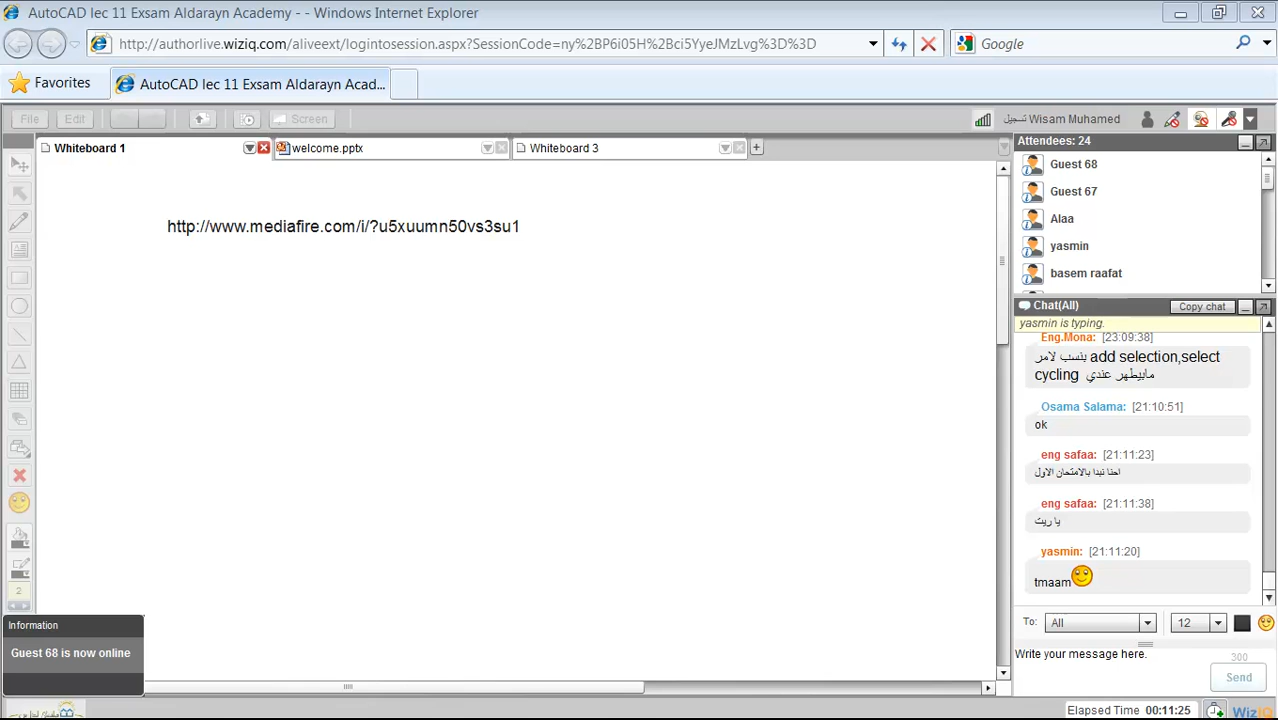 AutoCAD lec 11 Exsam Aldarayn Academy - - Windows Internet Explorer
http://authorlive.wiziq.com/aliveext/logintosession.aspx?SessionCode=ny%2BP6i05H%2Bci5YyeIJMzLvg%3D%3D
Google
Favorites
AutoCAD lec 11 Exsam Aldarayn Acad...
File
Edit
Screen
تسجيل Wisam Muhamed
Whiteboard 1
welcome.pptx
Whiteboard 3
Attendees: 24
Guest 68
Guest 67
Alaa
yasmin
basem raafat
http://www.mediafire.com/i/?u5xuumn50vs3su1
Chat(All)
Copy chat
yasmin is typing.
Eng.Mona: [23:09:38]
بنسب لامر add selection,select
cycling مابيظهر عندي
Osama Salama: [21:10:51]
ok
eng safaa: [21:11:23]
احنا نبدا بالامتحان الاول
eng safaa: [21:11:38]
يا ريت
yasmin: [21:11:20]
tmaam
2
Information
Guest 68 is now online
To:
All
12
Write your message here.
300
Send
Elapsed Time 00:11:25
WizIQ